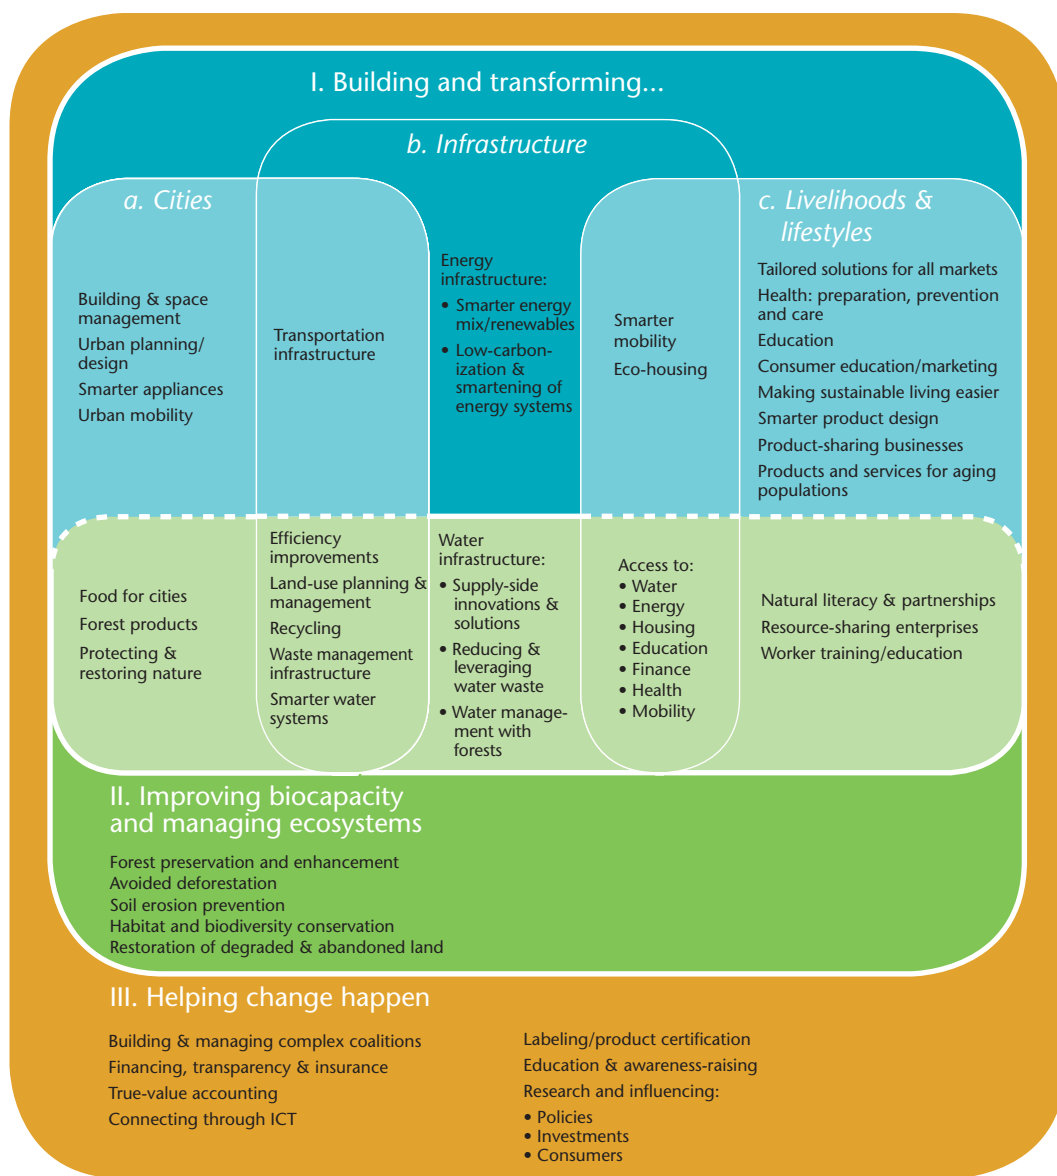 I. Building and transforming...
b. Infrastructure
a. Cities
c. Livelihoods &
lifestyles
Building & space
management
Urban planning/
design
Smarter appliances
Urban mobility
Transportation
infrastructure
Energy
infrastructure:
• Smarter energy
mix/renewables
• Low-carbon-
ization &
smartening of
energy systems
Smarter
mobility
Eco-housing
Tailored solutions for all markets
Health: preparation, prevention
and care
Education
Consumer education/marketing
Making sustainable living easier
Smarter product design
Product-sharing businesses
Products and services for aging
populations
Food for cities
Forest products
Protecting &
restoring nature
Efficiency
improvements
Land-use planning &
management
Recycling
Waste management
infrastructure
Smarter water
systems
Water
infrastructure:
• Supply-side
innovations &
solutions
• Reducing &
leveraging
water waste
• Water manage-
ment with
forests
Access to:
• Water
• Energy
• Housing
• Education
• Finance
• Health
• Mobility
Natural literacy & partnerships
Resource-sharing enterprises
Worker training/education
II. Improving biocapacity
and managing ecosystems
Forest preservation and enhancement
Avoided deforestation
Soil erosion prevention
Habitat and biodiversity conservation
Restoration of degraded & abandoned land
III. Helping change happen
Building & managing complex coalitions
Financing, transparency & insurance
True-value accounting
Connecting through ICT
Labeling/product certification
Education & awareness-raising
Research and influencing:
• Policies
• Investments
• Consumers